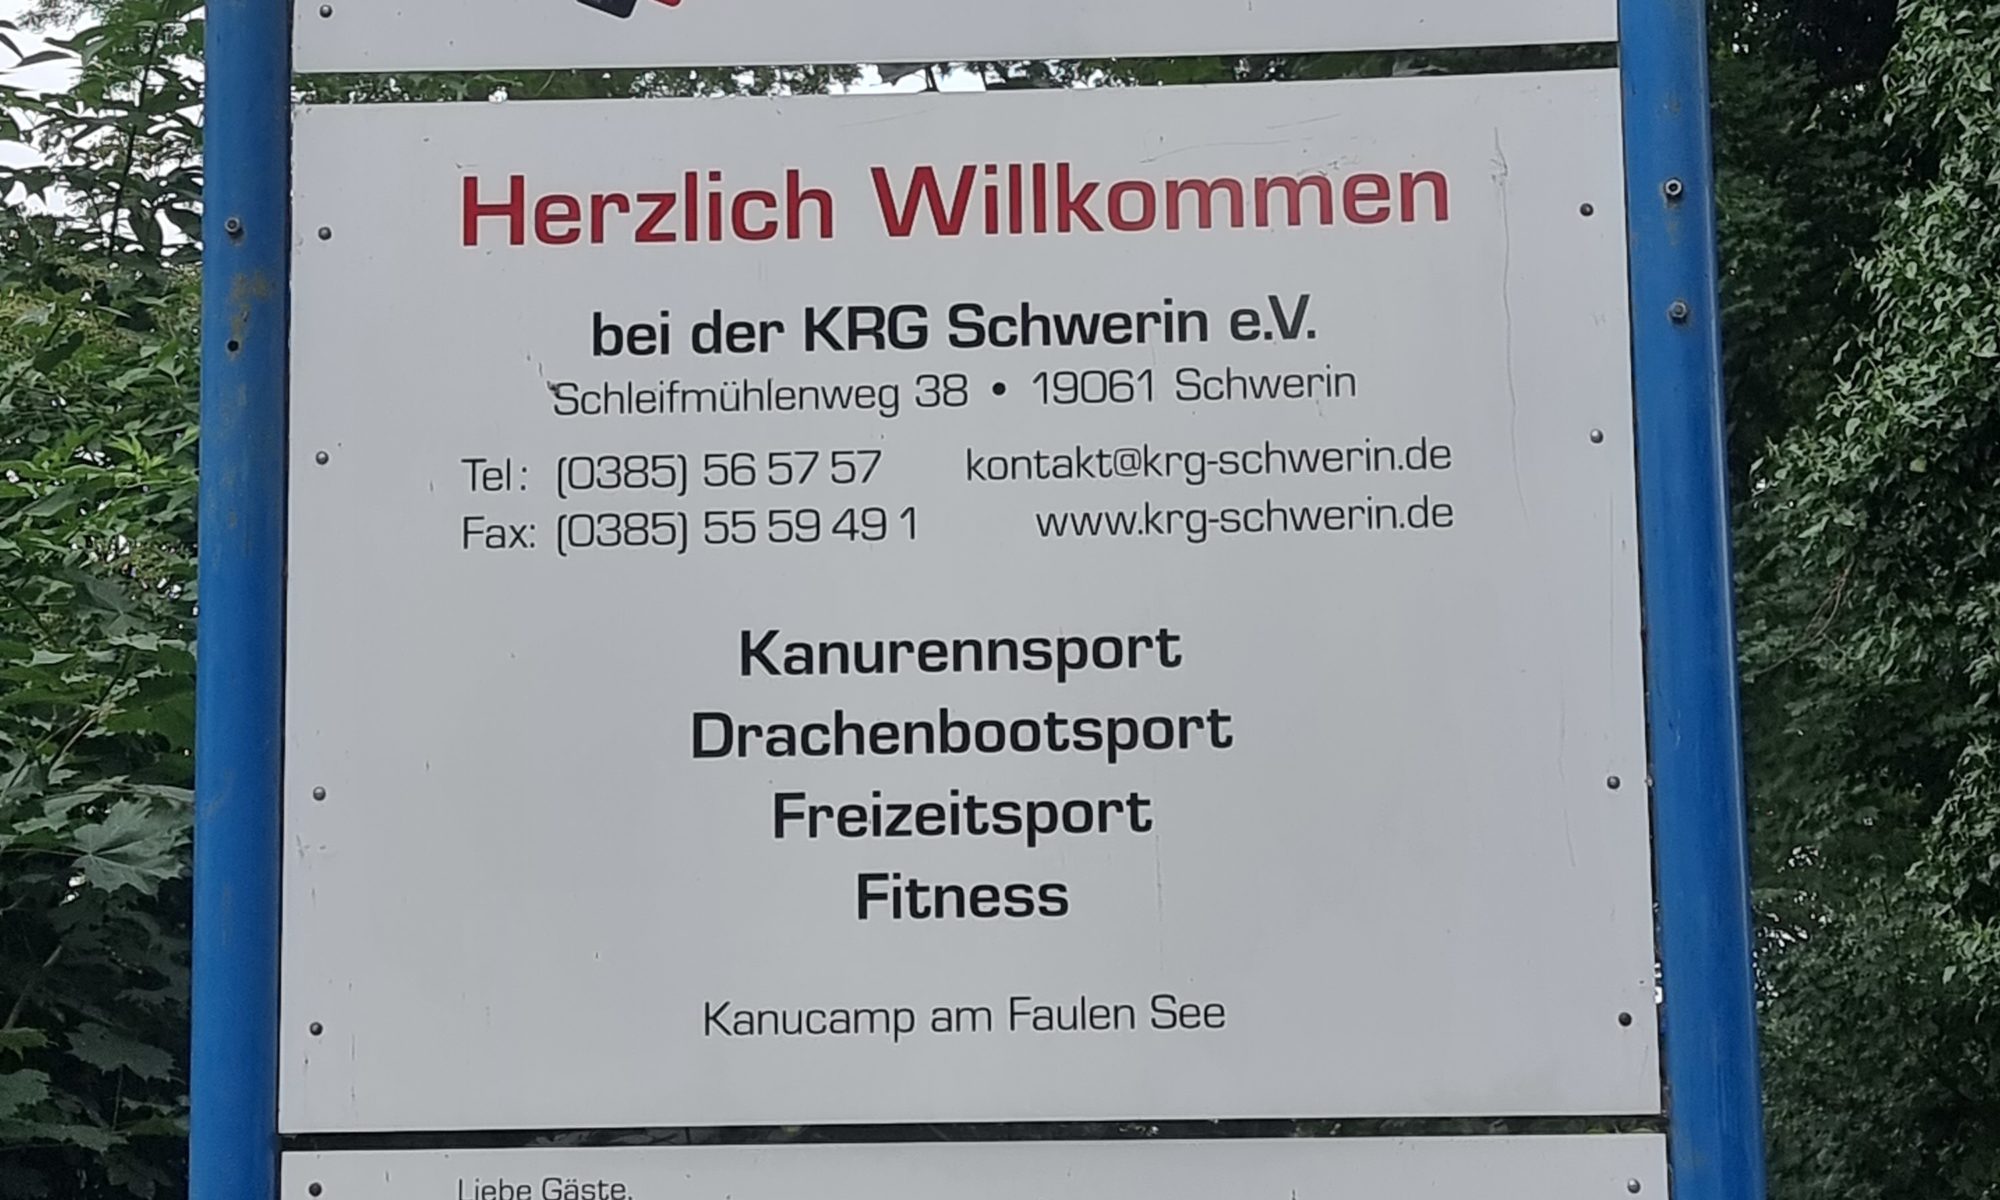 Herzlich Willkommen
bei der KRG Schwerin e.V.
Schleifmühlenweg 38 • 19061 Schwerin
Tel: (0385) 56 57 57 kontakt@krg-schwerin.de
Fax: (0385) 55 59 49 1 www.krg-schwerin.de
Kanurennsport
Drachenbootsport
Freizeitsport
Fitness
Kanucamp am Faulen See
Liebe Gäste,